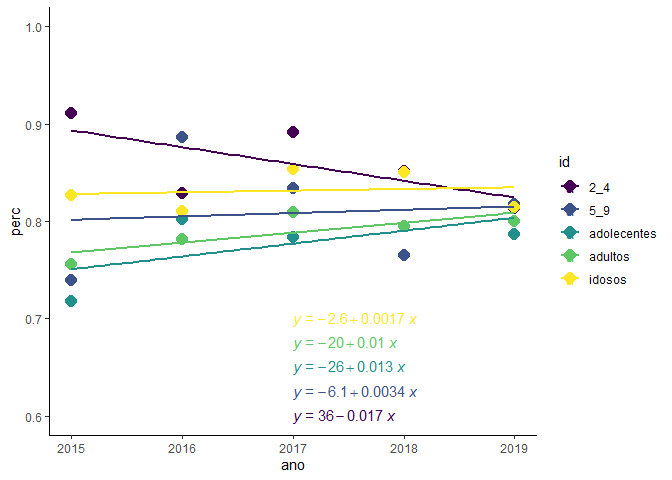 1.0
0.9
0.8
0.7
0.6
perc
y = −2.6 + 0.0017 x
y = −20 + 0.01 x
y = −26 + 0.013 x
y = −6.1 + 0.0034 x
y = 36 − 0.017 x
2015 2016 2017 2018 2019
ano
id
2_4
5_9
adolecentes
adultos
idosos